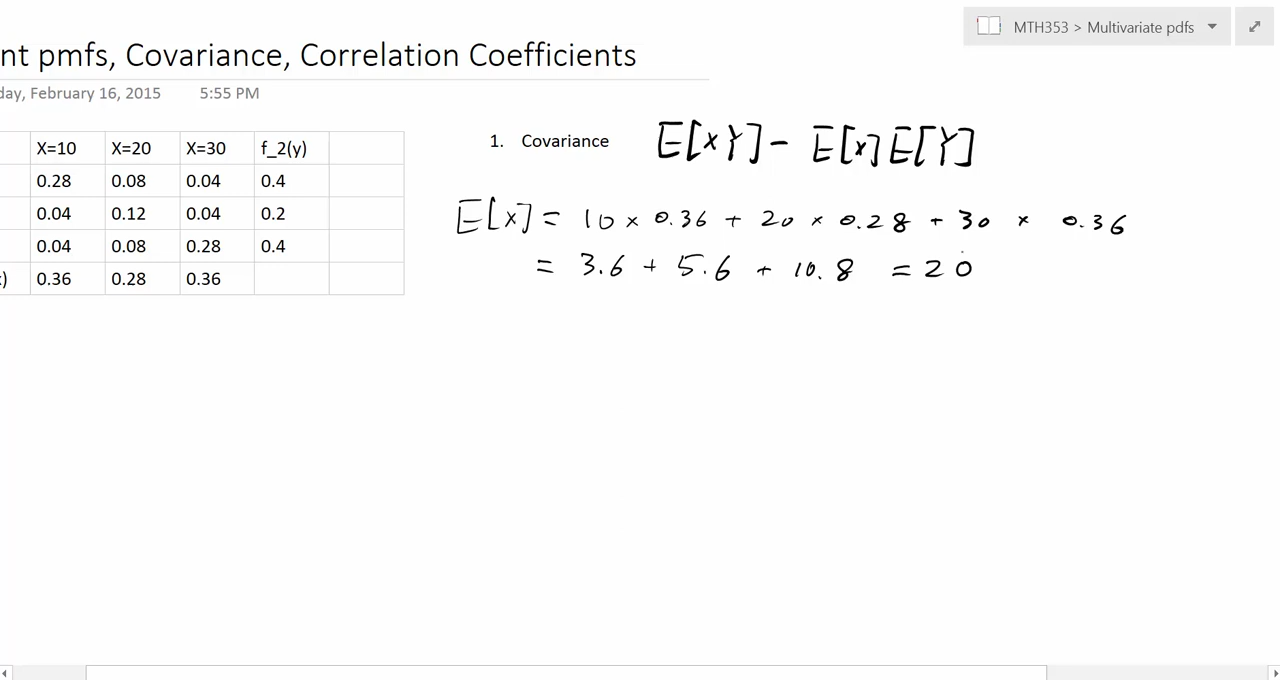 MTH353 > Multivariate pdfs
nt pmfs, Covariance, Correlation Coefficients
day, February 16, 2015 5:55 PM
X=10 X=20 X=30 f_2(y)
0.28 0.08 0.04 0.4
0.04 0.12 0.04 0.2
0.04 0.08 0.28 0.4
x) 0.36 0.28 0.36
1. Covariance E[XY] - E[X]E[Y]
E[X] = 10 × 0.36 + 20 × 0.28 + 30 × 0.36
= 3.6 + 5.6 + 10.8 = 20